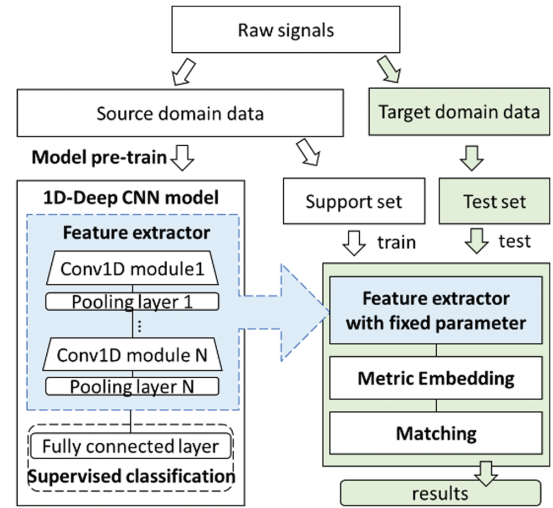 Raw signals
Source domain data
Target domain data
Model pre-train
1D-Deep CNN model
Support set
Test set
Feature extractor
train
test
Conv1D module1
Pooling layer 1
Feature extractor
with fixed parameter
...
Conv1D module N
Pooling layer N
Metric Embedding
Matching
Fully connected layer
Supervised classification
results